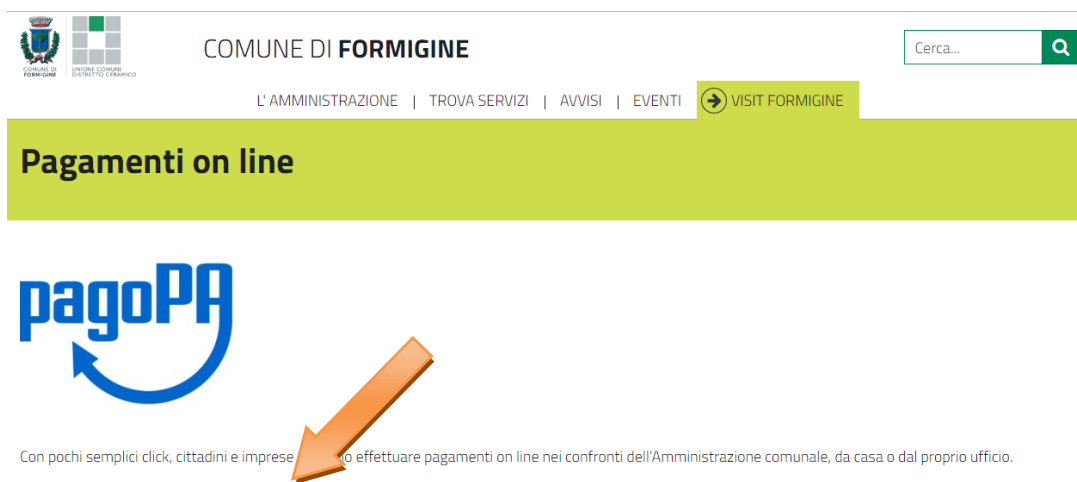 COMUNE DI FORMIGINE
Cerca...
COMUNE DI
FORMIGINE
UNIONE COMUNI
DISTRETTO CERAMICO
L' AMMINISTRAZIONE | TROVA SERVIZI | AVVISI | EVENTI VISIT FORMIGINE
Pagamenti on line
pagoPA
Con pochi semplici click, cittadini e imprese effettuare pagamenti on line nei confronti dell'Amministrazione comunale, da casa o dal proprio ufficio.